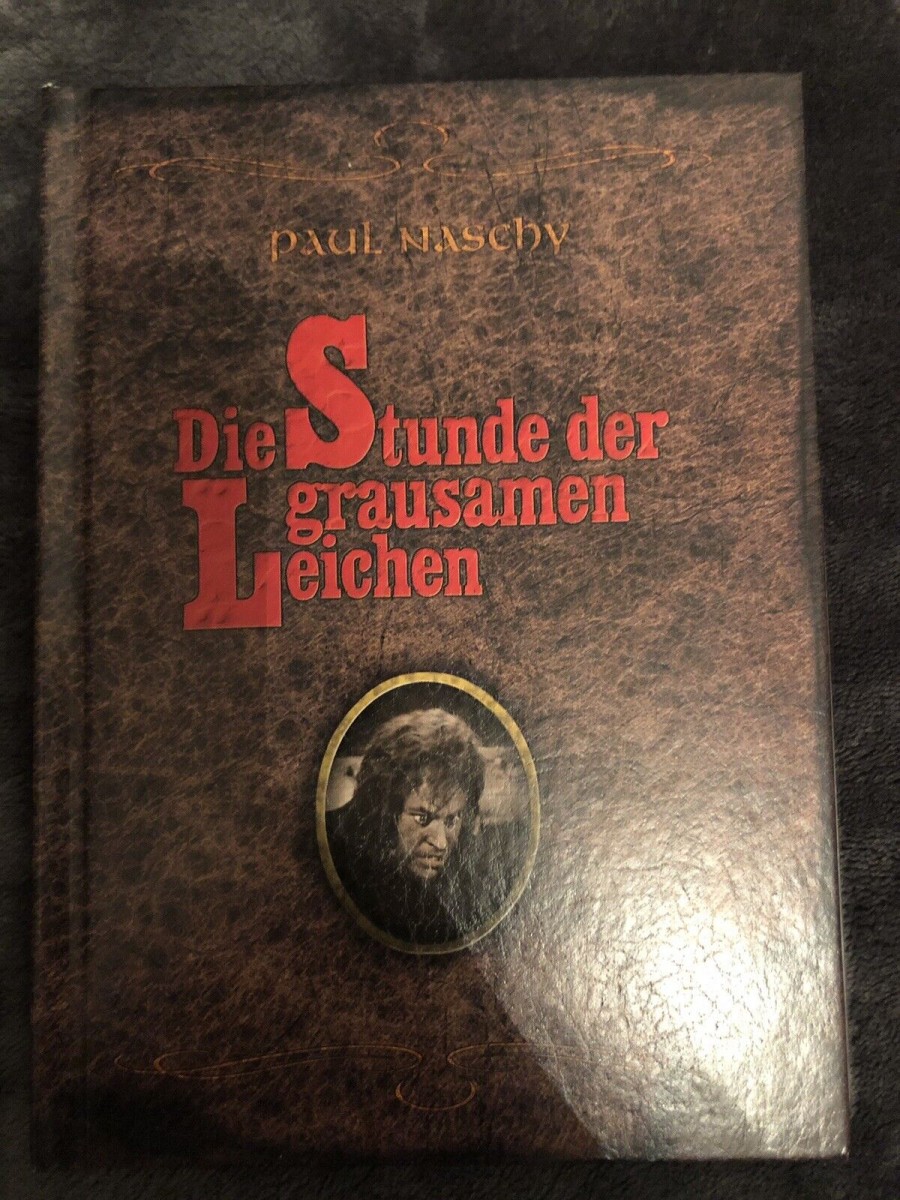 PAUL NASCHY
Die Stunde der
grausamen
Leichen